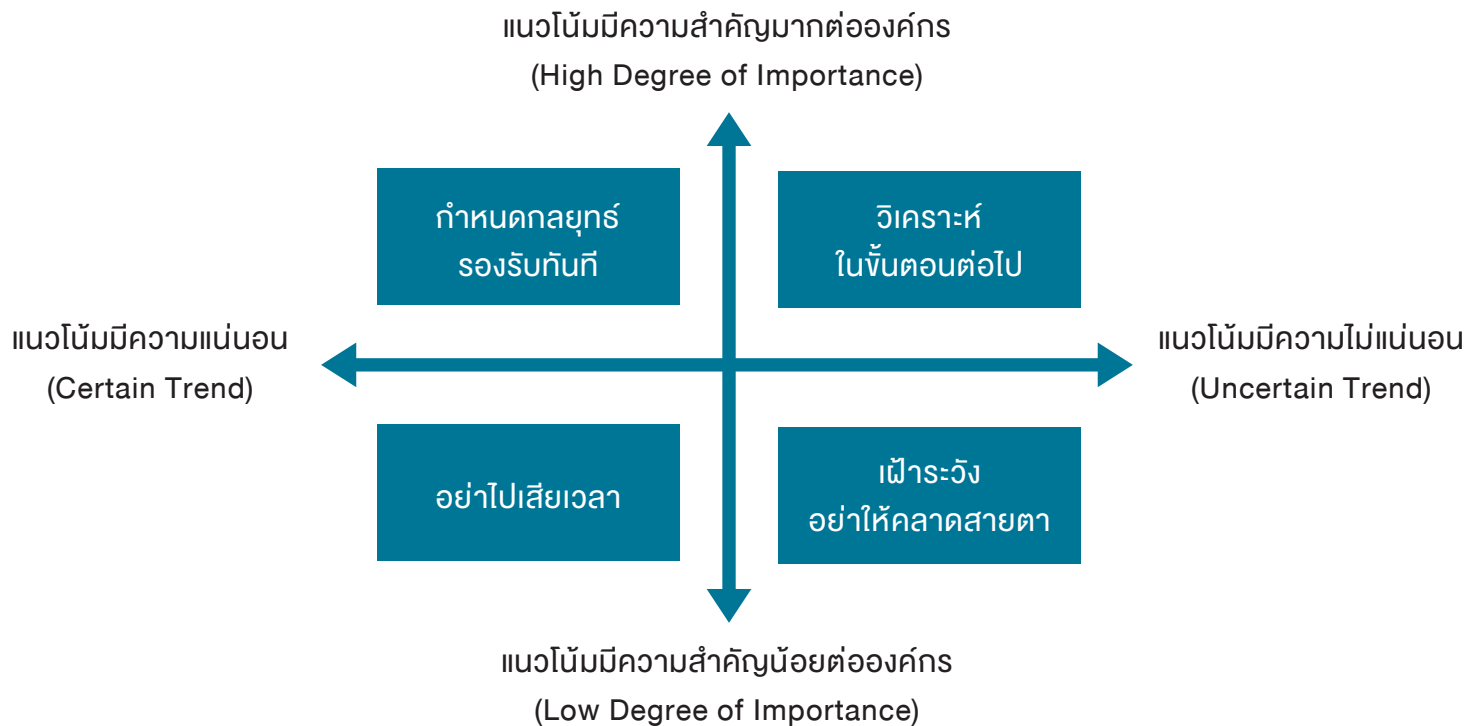 แนวโน้มมีความสำคัญมากต่อองค์กร
(High Degree of Importance)
กำหนดกลยุทธ์
รองรับทันที
วิเคราะห์
ในขั้นตอนต่อไป
แนวโน้มมีความแน่นอน
(Certain Trend)
แนวโน้มมีความไม่แน่นอน
(Uncertain Trend)
อย่าไปเสียเวลา
เฝ้าระวัง
อย่าให้คลาดสายตา
แนวโน้มมีความสำคัญน้อยต่อองค์กร
(Low Degree of Importance)